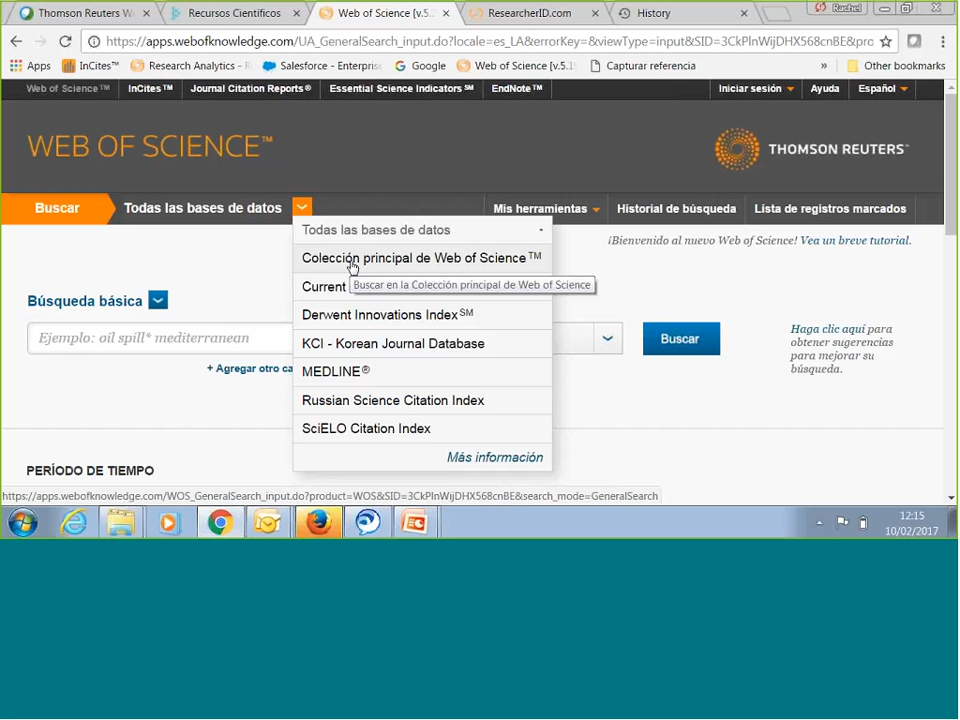 Thomson Reuters W
Recursos Científicos
Web of Science [v.5.
ResearcherID.com
History
Rachel
https://apps.webofknowledge.com/UA_GeneralSearch_input.do?locale=es_LA&errorKey=&viewType=input&SID=3CkPlnWijDHX568cnBE&pro
Apps
InCites™
Research Analytics - R
Salesforce - Enterpris
Google
Web of Science [v.5.1
Capturar referencia
»
Other bookmarks
Web of Science™
InCites™
Journal Citation Reports®
Essential Science Indicators℠
EndNote™
Iniciar sesión
Ayuda
Español
WEB OF SCIENCE™
THOMSON REUTERS™
Buscar
Todas las bases de datos
Mis herramientas
Historial de búsqueda
Lista de registros marcados
Todas las bases de datos
¡Bienvenido al nuevo Web of Science! Vea un breve tutorial.
Colección principal de Web of Science™
Current
Buscar en la Colección principal de Web of Science
Búsqueda básica
Derwent Innovations Index℠
Ejemplo: oil spill* mediterranean
KCI - Korean Journal Database
Buscar
Haga clic aquí para
obtener sugerencias
para mejorar su
búsqueda.
+ Agregar otro ca
MEDLINE®
Russian Science Citation Index
SciELO Citation Index
Más información
PERÍODO DE TIEMPO
https://apps.webofknowledge.com/WOS_GeneralSearch_input.do?product=WOS&SID=3CkPlnWijDHX568cnBE&search_mode=GeneralSearch
12:15
10/02/2017